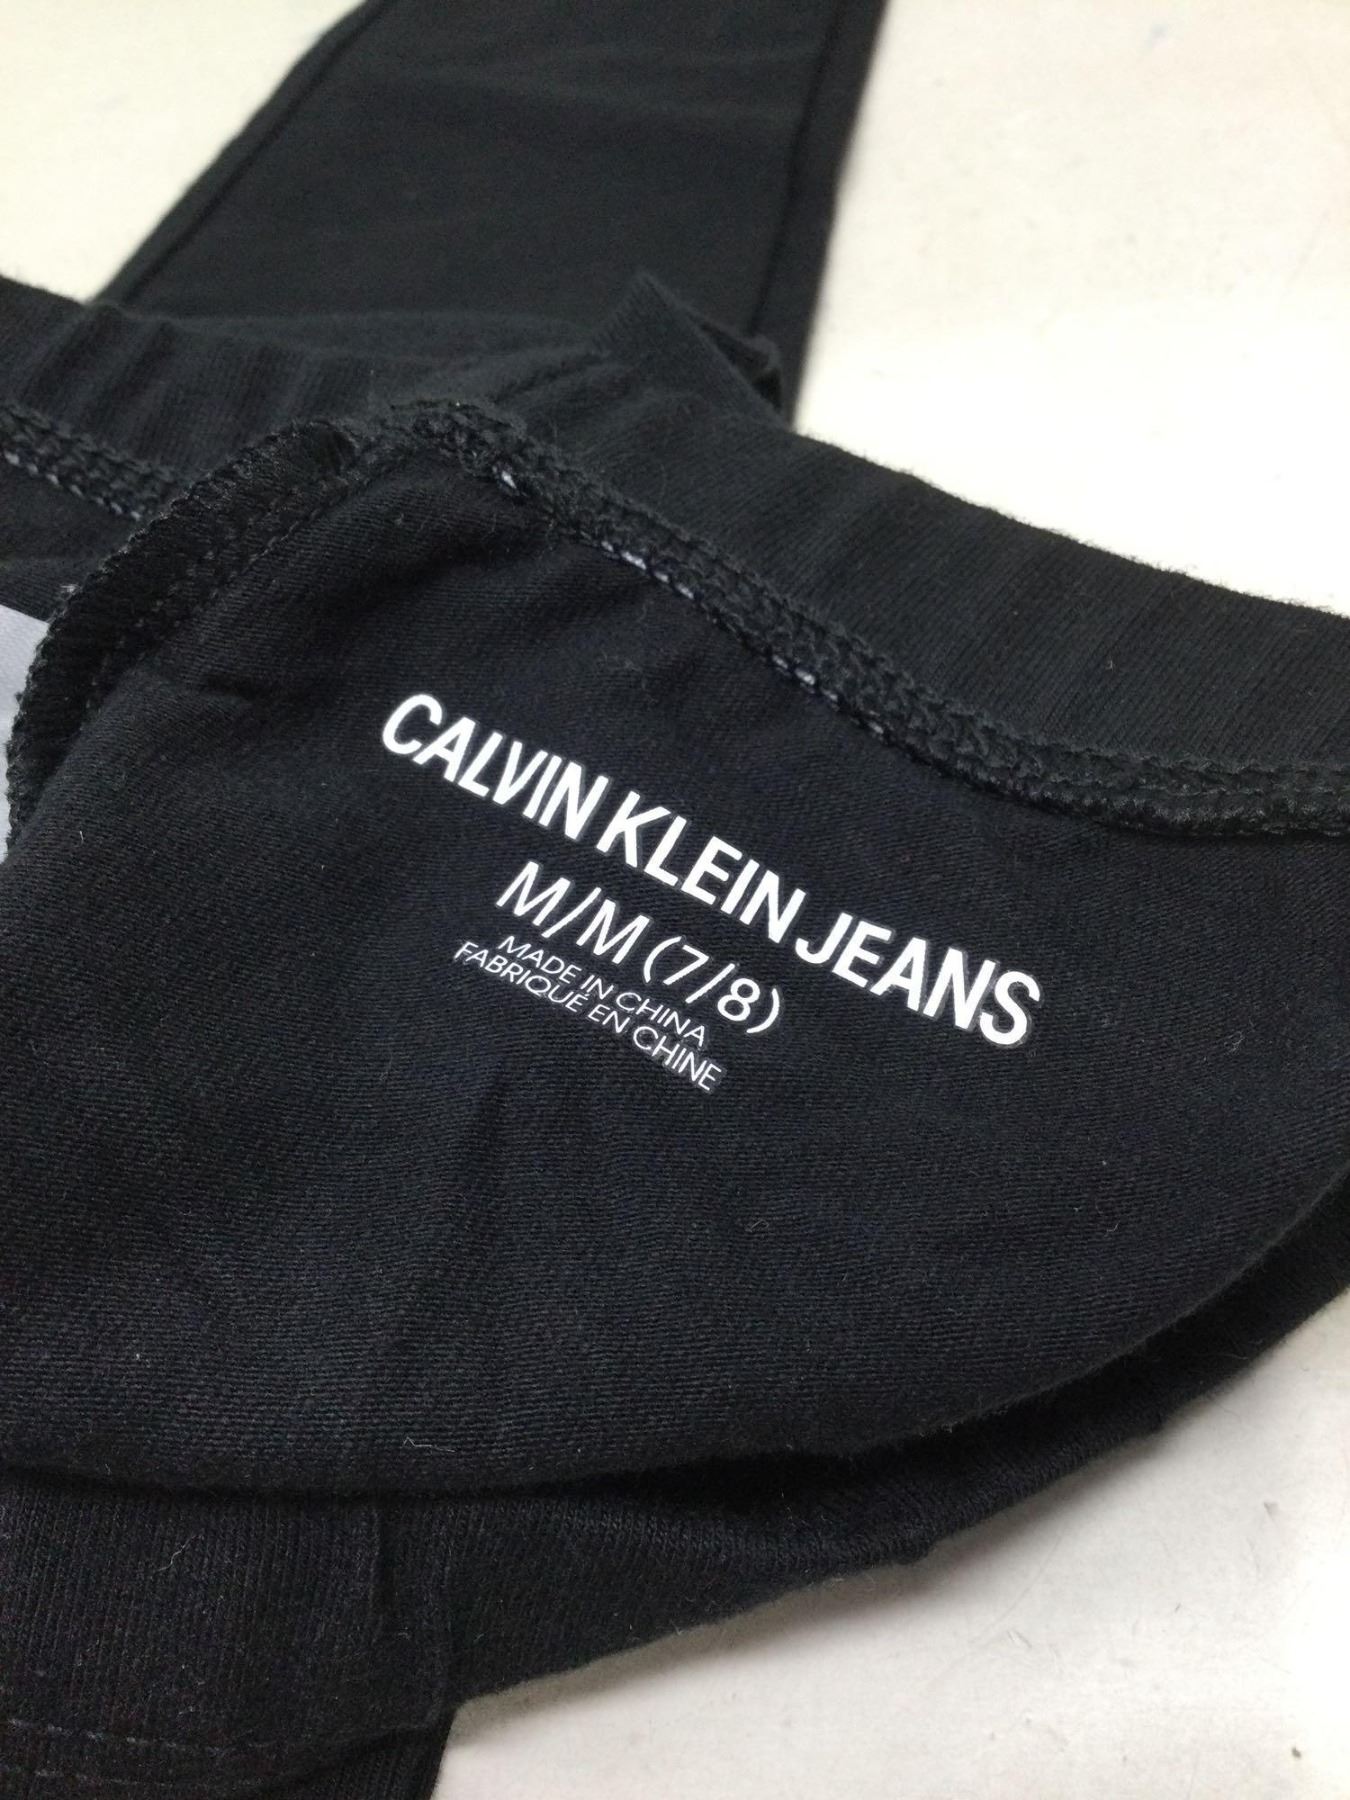 CALVIN KLEIN JEANS
M/M (7/8)
MADE IN CHINA
FABRIQUÉ EN CHINE